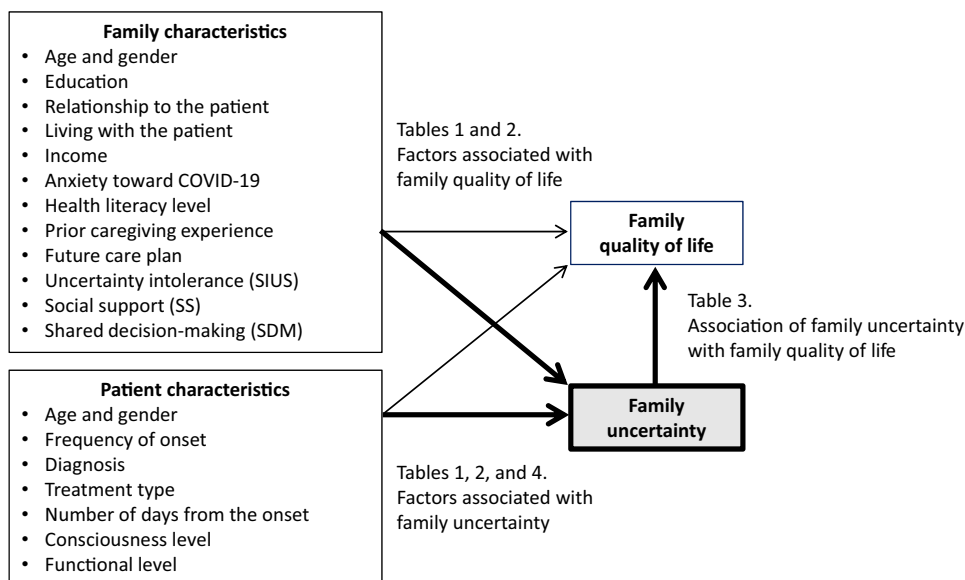 Family characteristics
• Age and gender
• Education
• Relationship to the patient
• Living with the patient
• Income
• Anxiety toward COVID-19
• Health literacy level
• Prior caregiving experience
• Future care plan
• Uncertainty intolerance (SIUS)
• Social support (SS)
• Shared decision-making (SDM)
Tables 1 and 2.
Factors associated with
family quality of life
Family
quality of life
Table 3.
Association of family uncertainty
with family quality of life
Patient characteristics
• Age and gender
• Frequency of onset
• Diagnosis
• Treatment type
• Number of days from the onset
• Consciousness level
• Functional level
Family
uncertainty
Tables 1, 2, and 4.
Factors associated with
family uncertainty